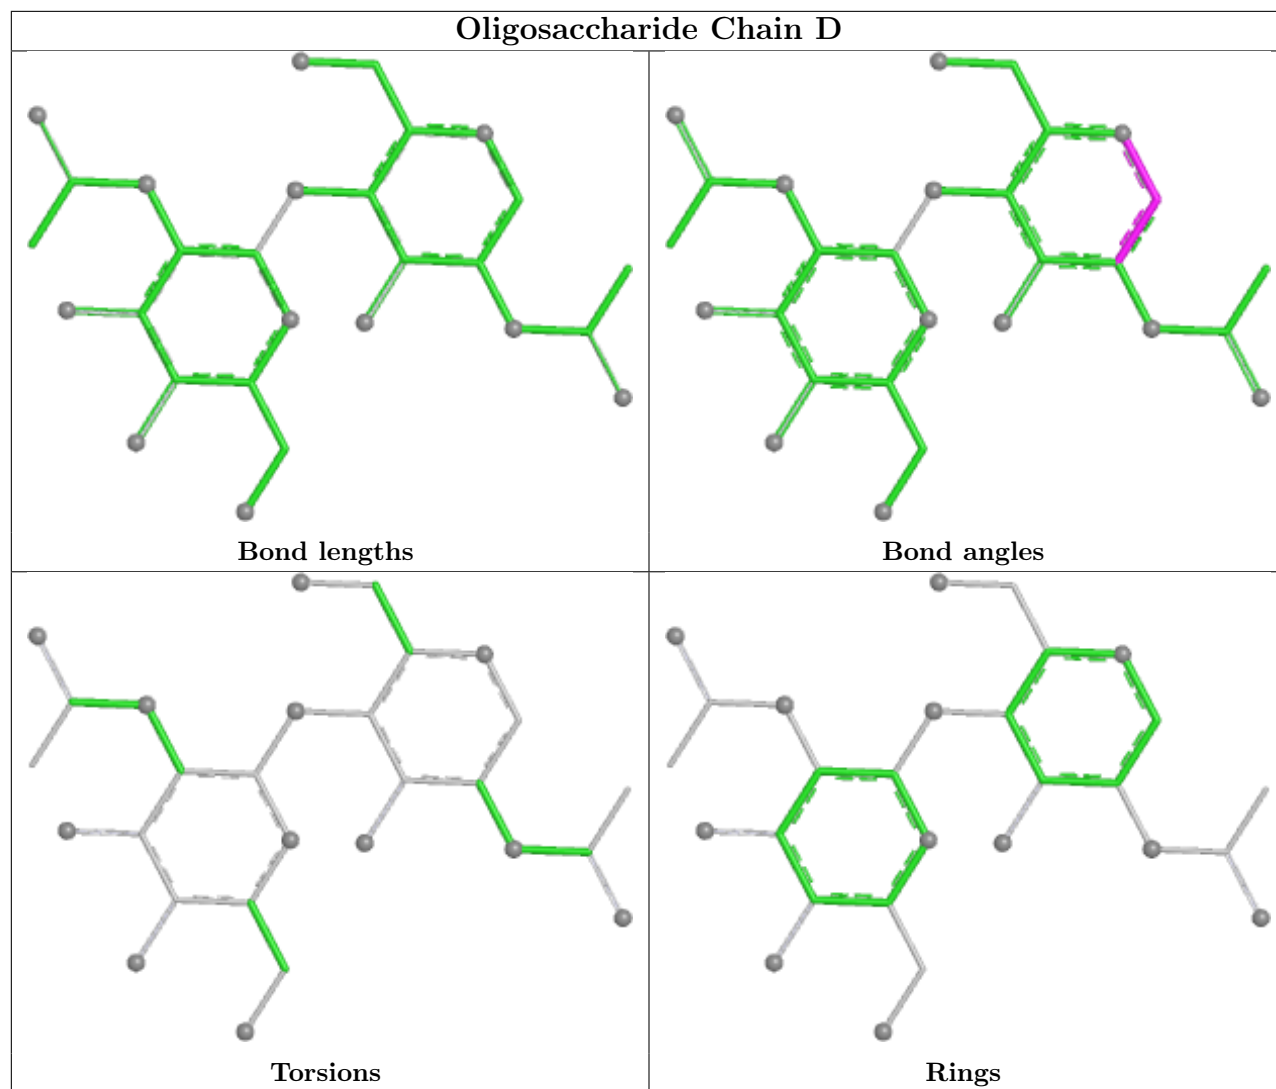 Oligosaccharide Chain D
Bond lengths
Bond angles
Torsions
Rings